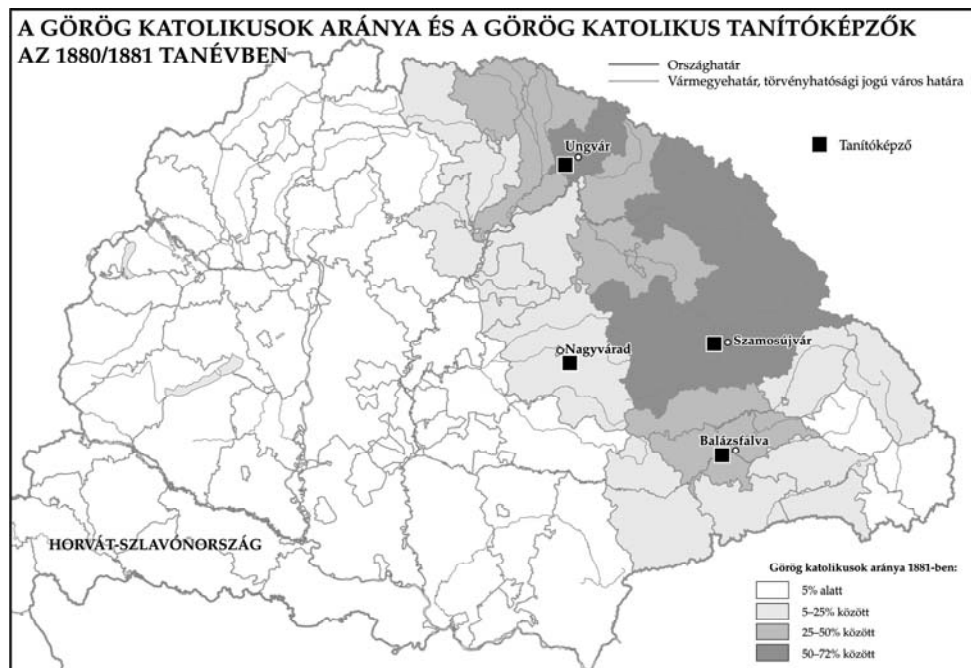 A GÖRÖG KATOLIKUSOK ARÁNYA ÉS A GÖRÖG KATOLIKUS TANÍTÓKÉPZŐK
AZ 1880/1881 TANÉVBEN
Országhatár
Vármegyehatár, törvényhatósági jogú város határa
Tanítóképző
Ungvár
Szamosújvár
Nagyvárad
Balázsfalva
HORVÁT-SZLAVÓNORSZÁG
Görög katolikusok aránya 1881-ben:
5% alatt
5–25% között
25–50% között
50–72% között